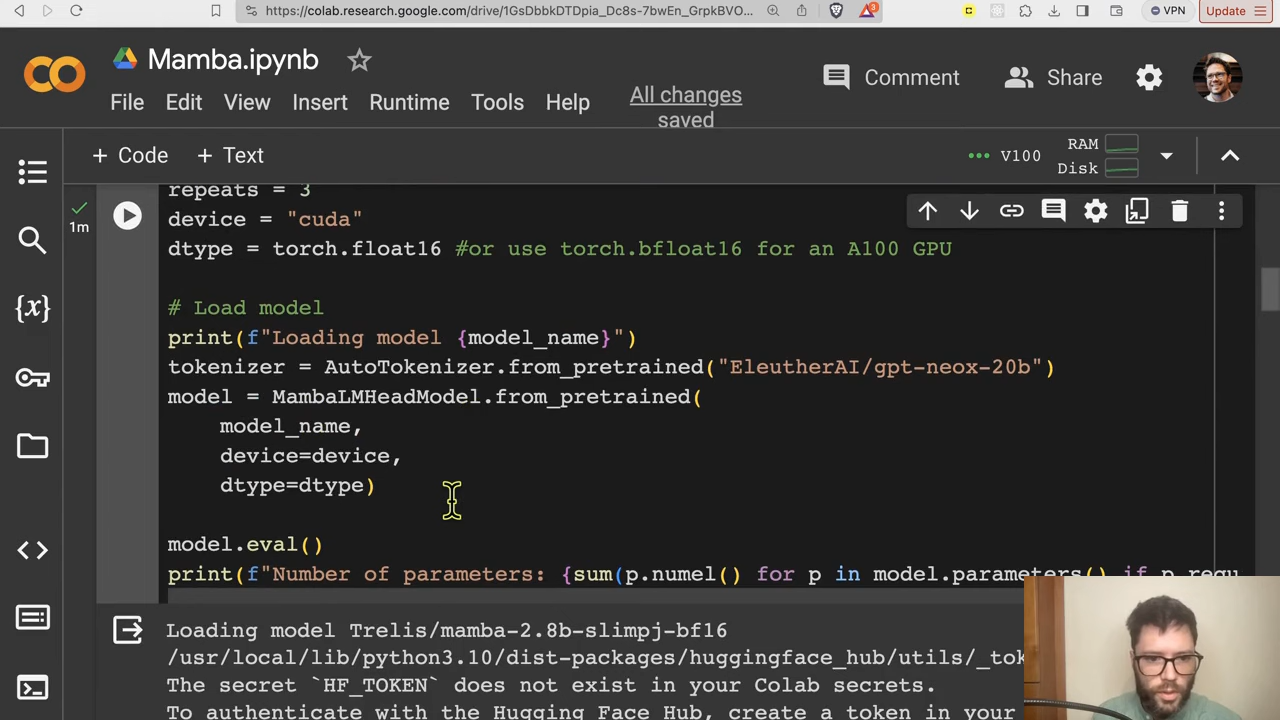 https://colab.research.google.com/drive/1GsDbbkDTDpia_Dc8s-7bwEn_GrpkBVO...
3
VPN
Update
Mamba.ipynb
Comment
Share
File Edit View Insert Runtime Tools Help
All changes
saved
+ Code + Text
V100
RAM
Disk
1m
repeats = 3
device = "cuda"
dtype = torch.float16 #or use torch.bfloat16 for an A100 GPU
# Load model
print(f"Loading model {model_name}")
tokenizer = AutoTokenizer.from_pretrained("EleutherAI/gpt-neox-20b")
model = MambaLMHeadModel.from_pretrained(
model_name,
device=device,
dtype=dtype)
model.eval()
print(f"Number of parameters: {sum(p.numel() for p in model.parameters() if p.requ
Loading model Trelis/mamba-2.8b-slimpj-bf16
/usr/local/lib/python3.10/dist-packages/huggingface_hub/utils/_tok
The secret `HF_TOKEN` does not exist in your Colab secrets.
To authenticate with the Hugging Face Hub, create a token in your